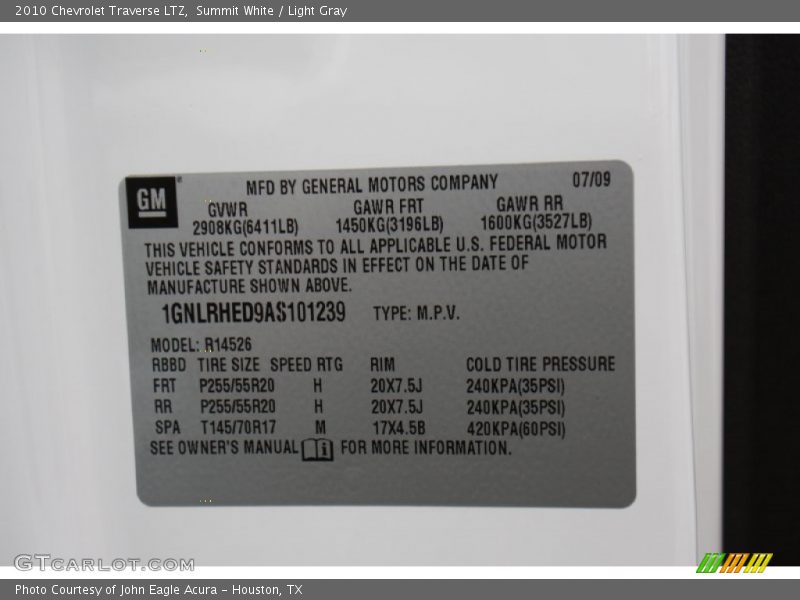 2010 Chevrolet Traverse LTZ, Summit White / Light Gray
GM
MFD BY GENERAL MOTORS COMPANY 07/09
GVWR GAWR FRT GAWR RR
2908KG(6411LB) 1450KG(3196LB) 1600KG(3527LB)
THIS VEHICLE CONFORMS TO ALL APPLICABLE U.S. FEDERAL MOTOR
VEHICLE SAFETY STANDARDS IN EFFECT ON THE DATE OF
MANUFACTURE SHOWN ABOVE.
1GNLRHED9AS101239 TYPE: M.P.V.
MODEL: R14526
RBBD TIRE SIZE SPEED RTG RIM COLD TIRE PRESSURE
FRT P255/55R20 H 20X7.5J 240KPA(35PSI)
RR P255/55R20 H 20X7.5J 240KPA(35PSI)
SPA T145/70R17 M 17X4.5B 420KPA(60PSI)
SEE OWNER'S MANUAL FOR MORE INFORMATION.
GTCARLOT.COM
Photo Courtesy of John Eagle Acura - Houston, TX